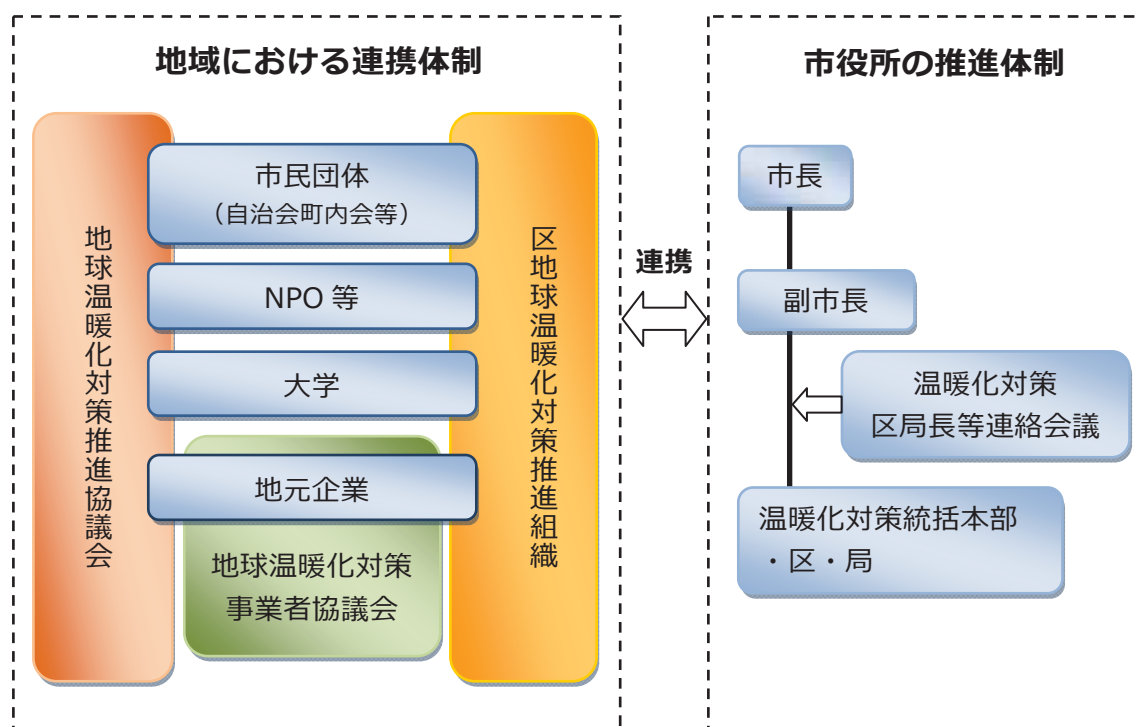 地域における連携体制
地球温暖化対策推進協議会
市民団体
（自治会町内会等）
NPO 等
大学
地元企業
地球温暖化対策
事業者協議会
区地球温暖化対策推進組織
連携
市役所の推進体制
市長
副市長
温暖化対策
区局長等連絡会議
温暖化対策統括本部
・区・局